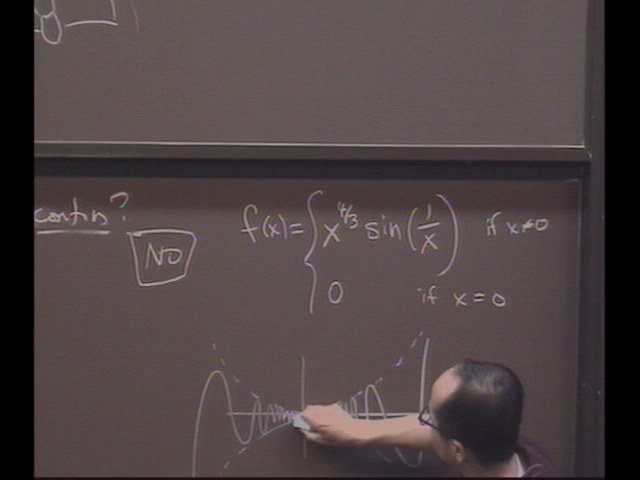 contin's?
NO
f(x) = { x^{4/3} sin(1/x) if x≠0
0 if x=0